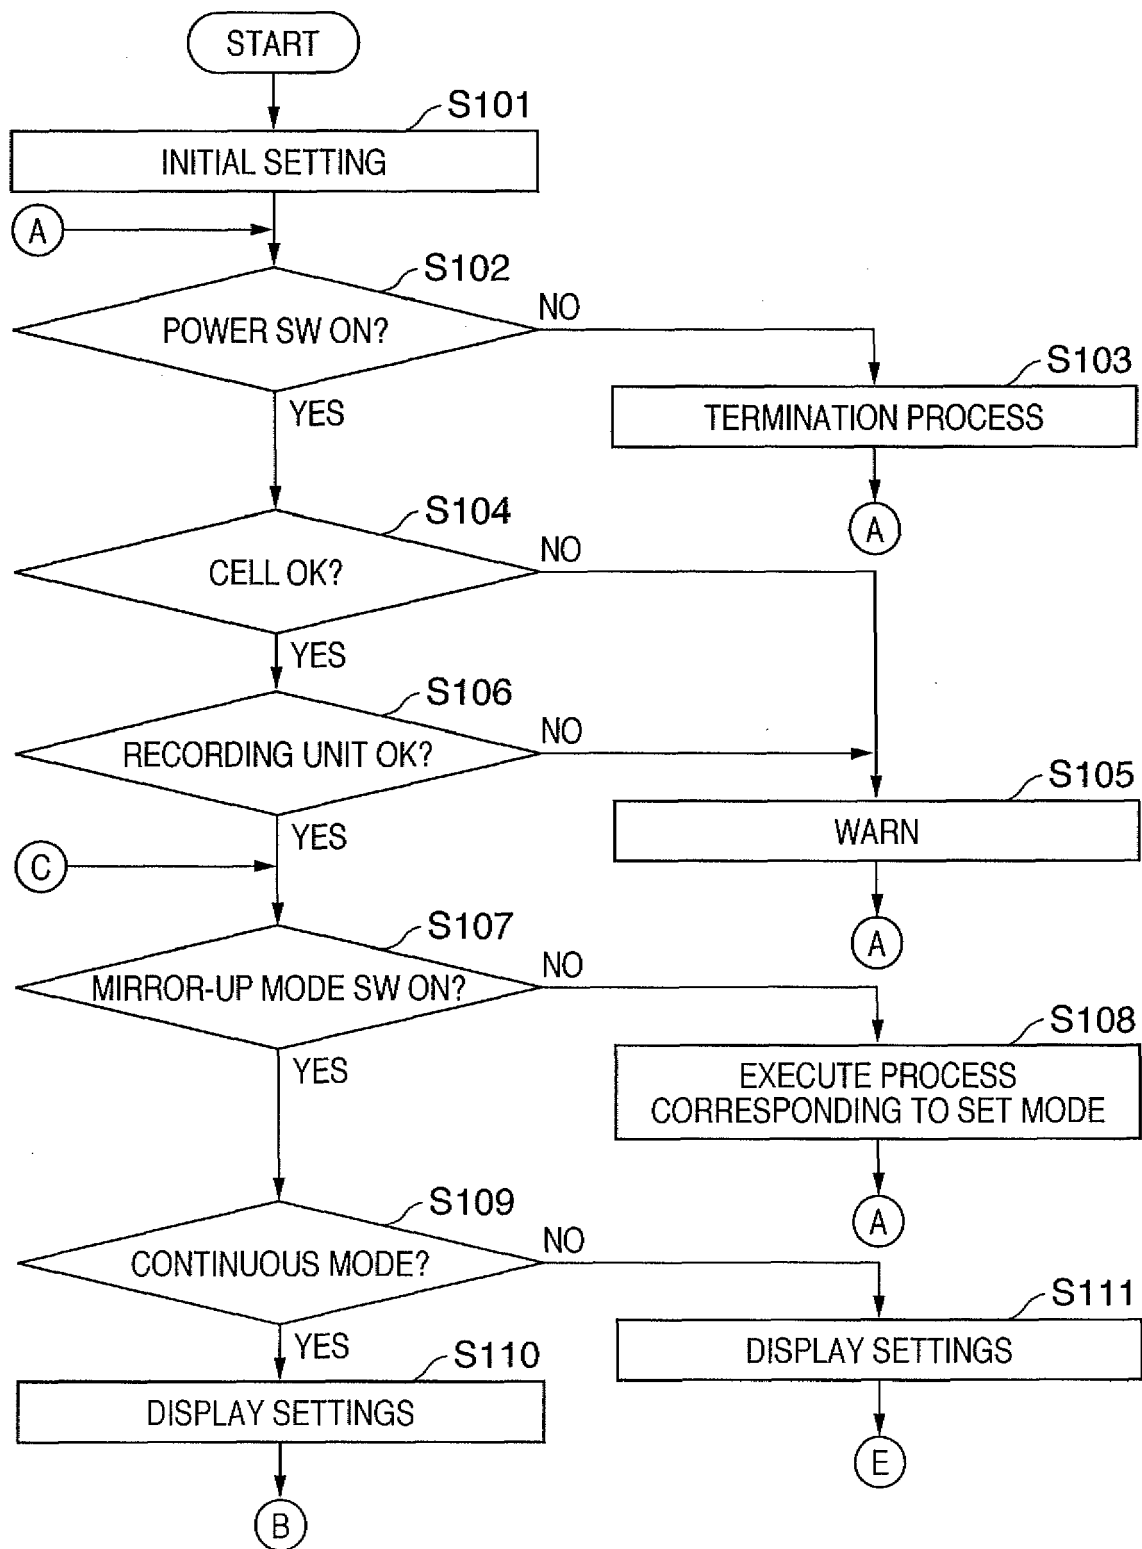 START
S101
INITIAL SETTING
A
S102
POWER SW ON?
NO
S103
TERMINATION PROCESS
A
YES
S104
CELL OK?
NO
YES
S106
RECORDING UNIT OK?
NO
S105
WARN
A
YES
C
S107
MIRROR-UP MODE SW ON?
NO
S108
EXECUTE PROCESS
CORRESPONDING TO SET MODE
A
YES
S109
CONTINUOUS MODE?
NO
S111
DISPLAY SETTINGS
E
YES
S110
DISPLAY SETTINGS
B